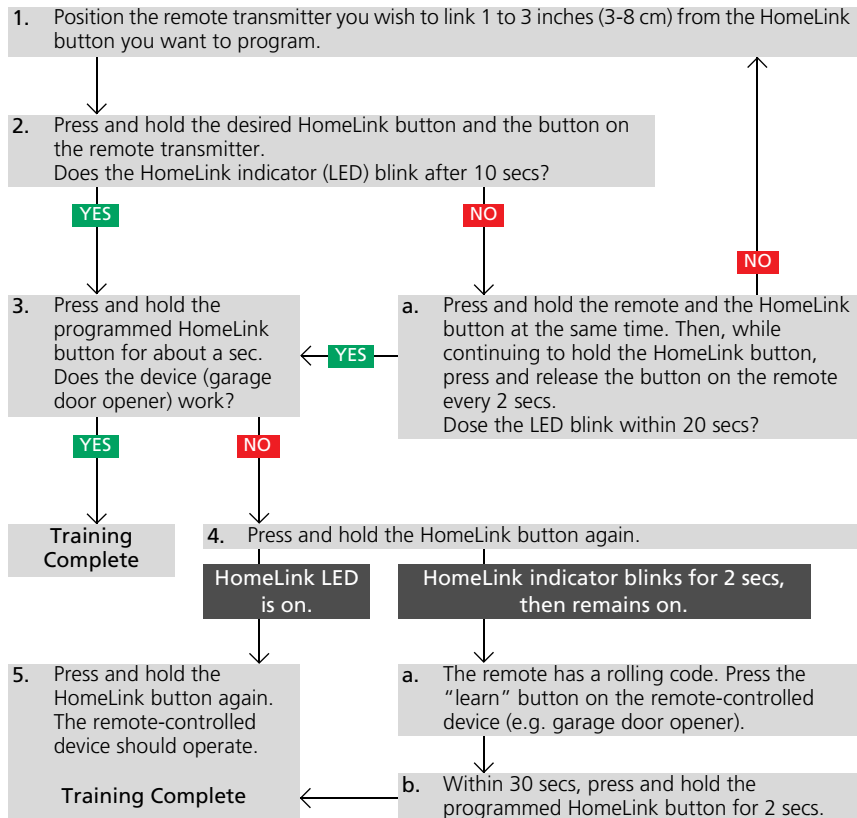 1. Position the remote transmitter you wish to link 1 to 3 inches (3-8 cm) from the HomeLink
button you want to program.
2. Press and hold the desired HomeLink button and the button on
the remote transmitter.
Does the HomeLink indicator (LED) blink after 10 secs?
YES
NO
NO
3. Press and hold the
programmed HomeLink
button for about a sec.
Does the device (garage
door opener) work?
YES
a. Press and hold the remote and the HomeLink
button at the same time. Then, while
continuing to hold the HomeLink button,
press and release the button on the remote
every 2 secs.
Dose the LED blink within 20 secs?
YES
NO
Training
Complete
4. Press and hold the HomeLink button again.
HomeLink LED
is on.
HomeLink indicator blinks for 2 secs,
then remains on.
5. Press and hold the
HomeLink button again.
The remote-controlled
device should operate.
Training Complete
a. The remote has a rolling code. Press the
“learn” button on the remote-controlled
device (e.g. garage door opener).
b. Within 30 secs, press and hold the
programmed HomeLink button for 2 secs.